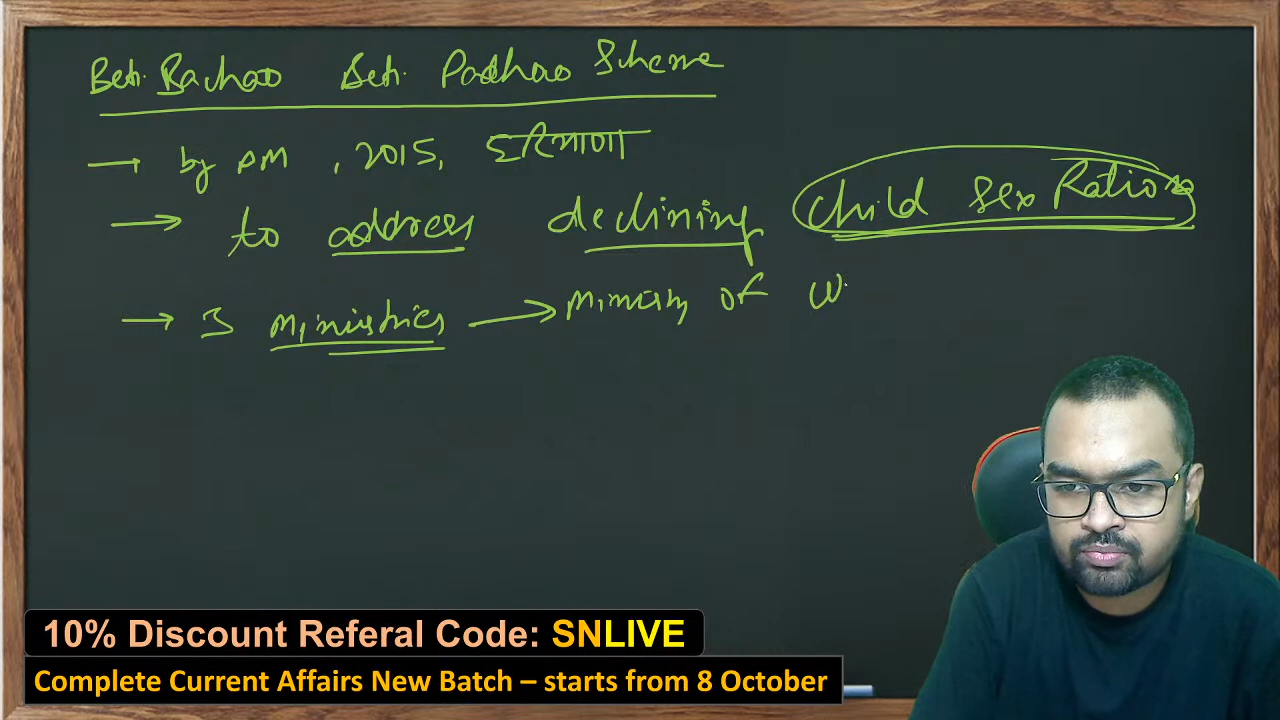 Beti Bachao Beti Padhao Scheme
→ by PM , 2015, हरियाणा
→ to address declining Child Sex Ratio
→ 3 Ministries → Ministry of W
10% Discount Referal Code: SNLIVE
Complete Current Affairs New Batch – starts from 8 October